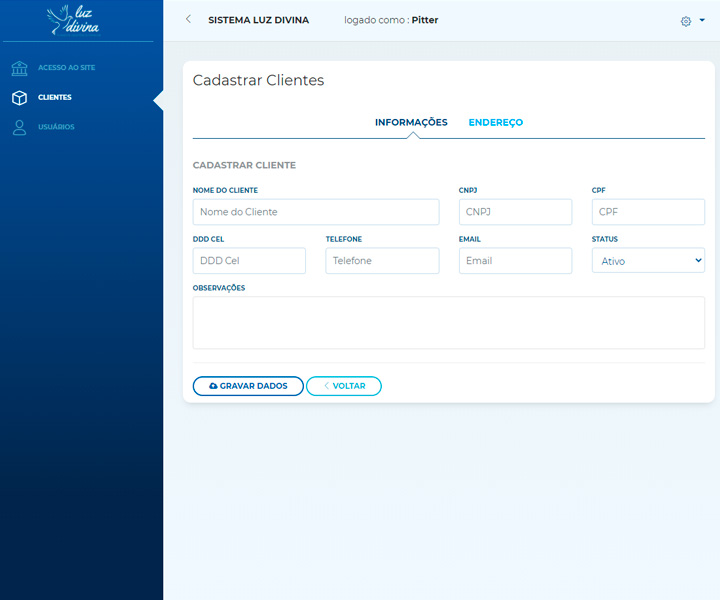 luz
divina
SISTEMA LUZ DIVINA
logado como : Pitter
ACESSO AO SITE
CLIENTES
USUÁRIOS
Cadastrar Clientes
INFORMAÇÕES
ENDEREÇO
CADASTRAR CLIENTE
NOME DO CLIENTE CNPJ CPF
Nome do Cliente CNPJ CPF
DDD CEL TELEFONE EMAIL STATUS
DDD Cel Telefone Email Ativo
OBSERVAÇÕES
GRAVAR DADOS VOLTAR